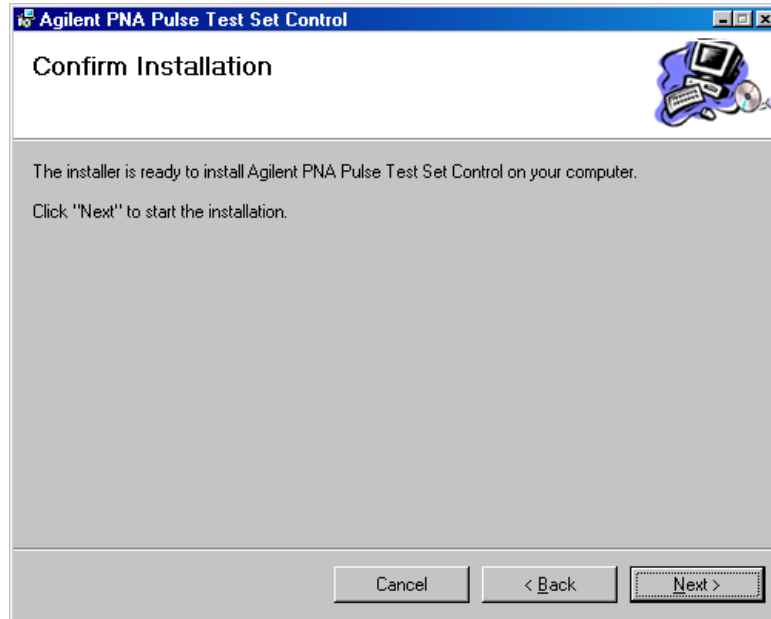 Agilent PNA Pulse Test Set Control
Confirm Installation
The installer is ready to install Agilent PNA Pulse Test Set Control on your computer.
Click "Next" to start the installation.
Cancel
< Back
Next >